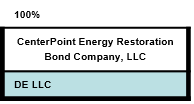 100%
CenterPoint Energy Restoration
Bond Company, LLC
DE LLC